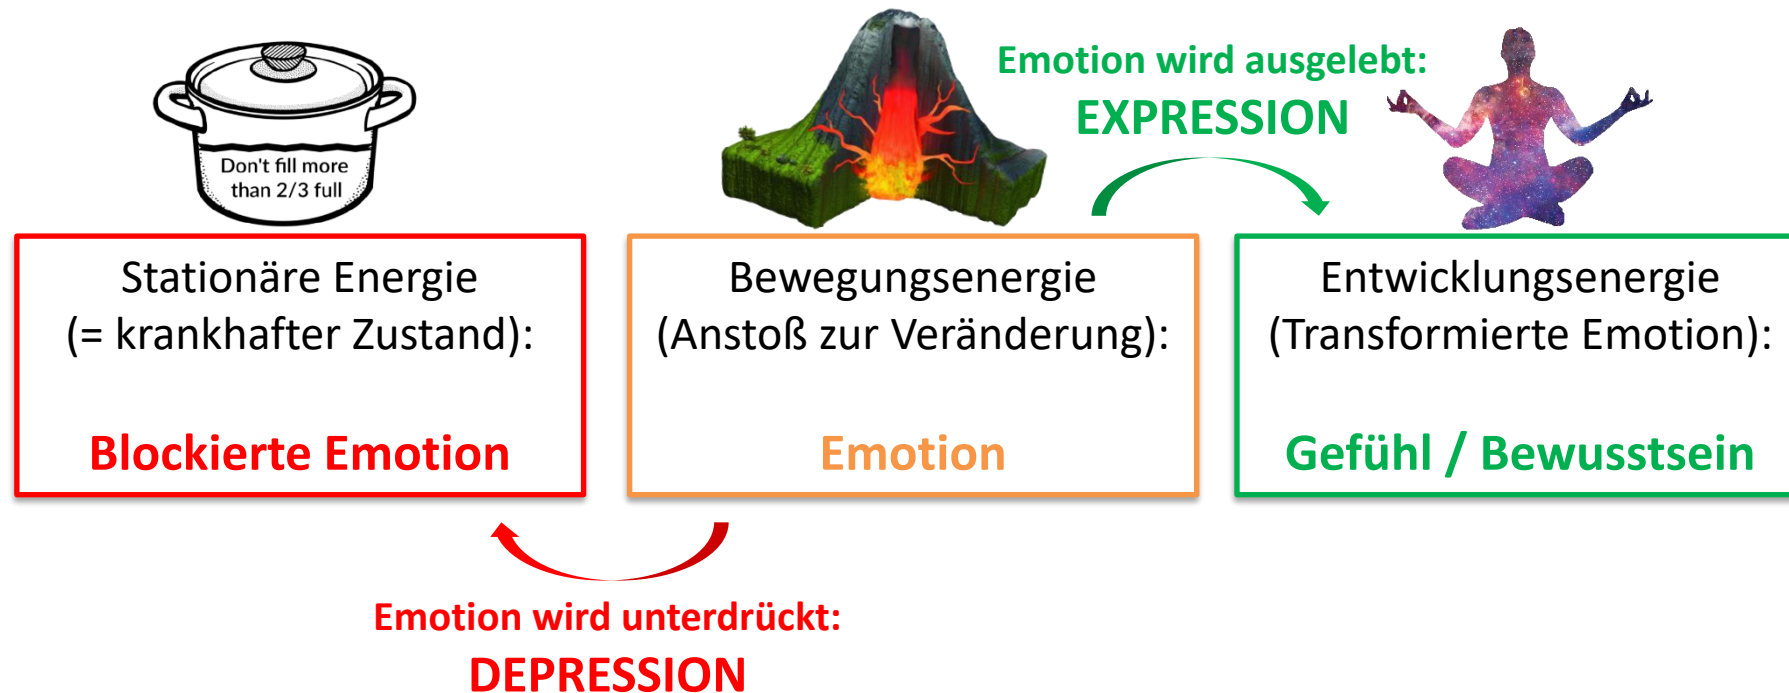 Don't fill more
than 2/3 full
Emotion wird ausgelebt:
EXPRESSION
Stationäre Energie
(= krankhafter Zustand):
Blockierte Emotion
Bewegungsenergie
(Anstoß zur Veränderung):
Emotion
Entwicklungsenergie
(Transformierte Emotion):
Gefühl / Bewusstsein
Emotion wird unterdrückt:
DEPRESSION